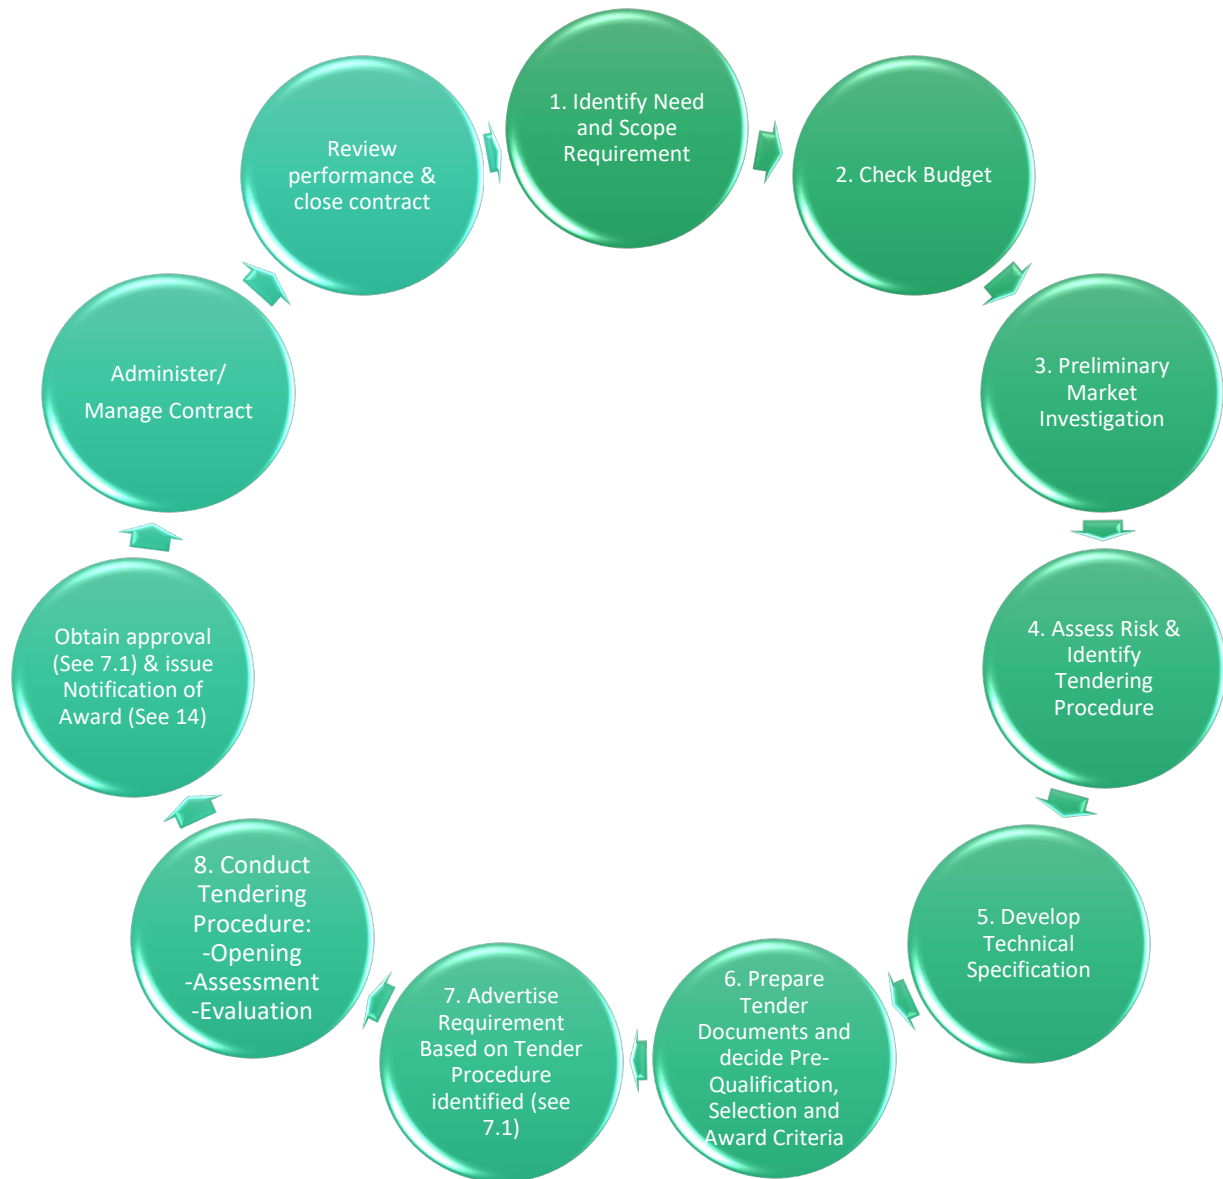 1. Identify Need
and Scope
Requirement
2. Check Budget
3. Preliminary
Market
Investigation
4. Assess Risk &
Identify
Tendering
Procedure
5. Develop
Technical
Specification
6. Prepare
Tender
Documents and
decide Pre-
Qualification,
Selection and
Award Criteria
7. Advertise
Requirement
Based on Tender
Procedure
identified (see
7.1)
8. Conduct
Tendering
Procedure:
-Opening
-Assessment
-Evaluation
Obtain approval
(See 7.1) & issue
Notification of
Award (See 14)
Administer/
Manage Contract
Review
performance &
close contract